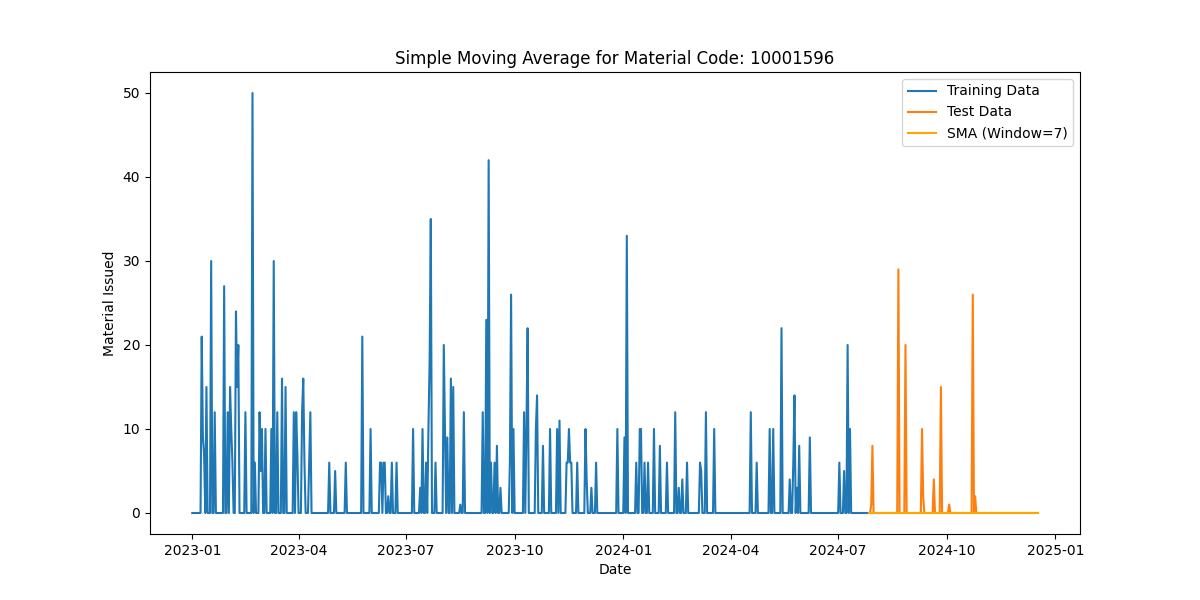 Simple Moving Average for Material Code: 10001596
Training Data
Test Data
SMA (Window=7)
Material Issued
50
40
30
20
10
0
2023-01 2023-04 2023-07 2023-10 2024-01 2024-04 2024-07 2024-10 2025-01
Date